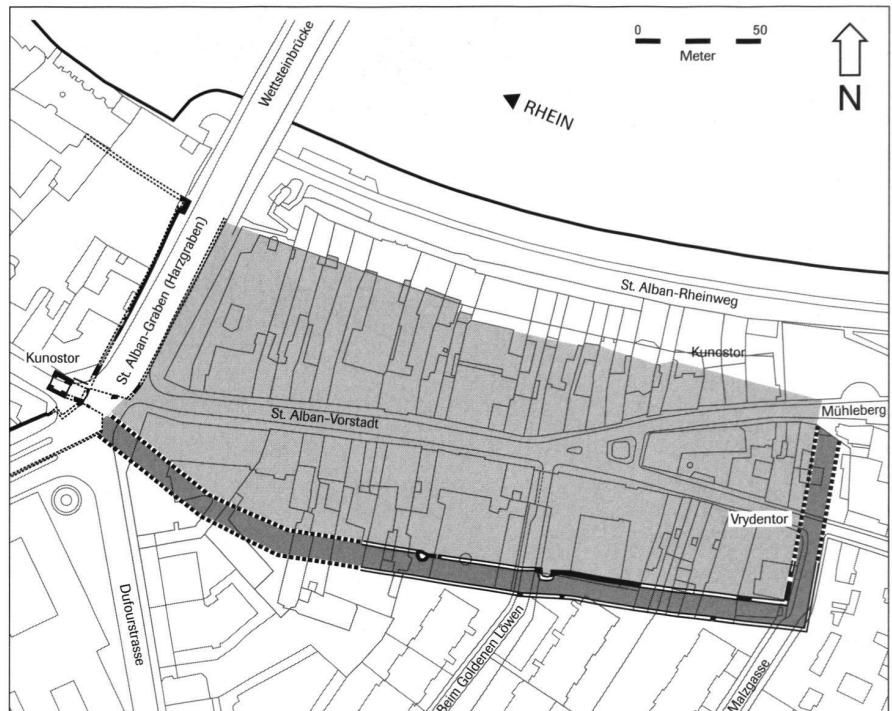 0 50
Meter
N
Wettsteinbrücke
RHEIN
St. Alban-Graben (Harzgraben)
St. Alban-Rheinweg
Kunostor
Kunostor
Mühleberg
St. Alban-Vorstadt
Vrydentor
Dufourstrasse
Beim Goldenen Löwen
Malzgasse